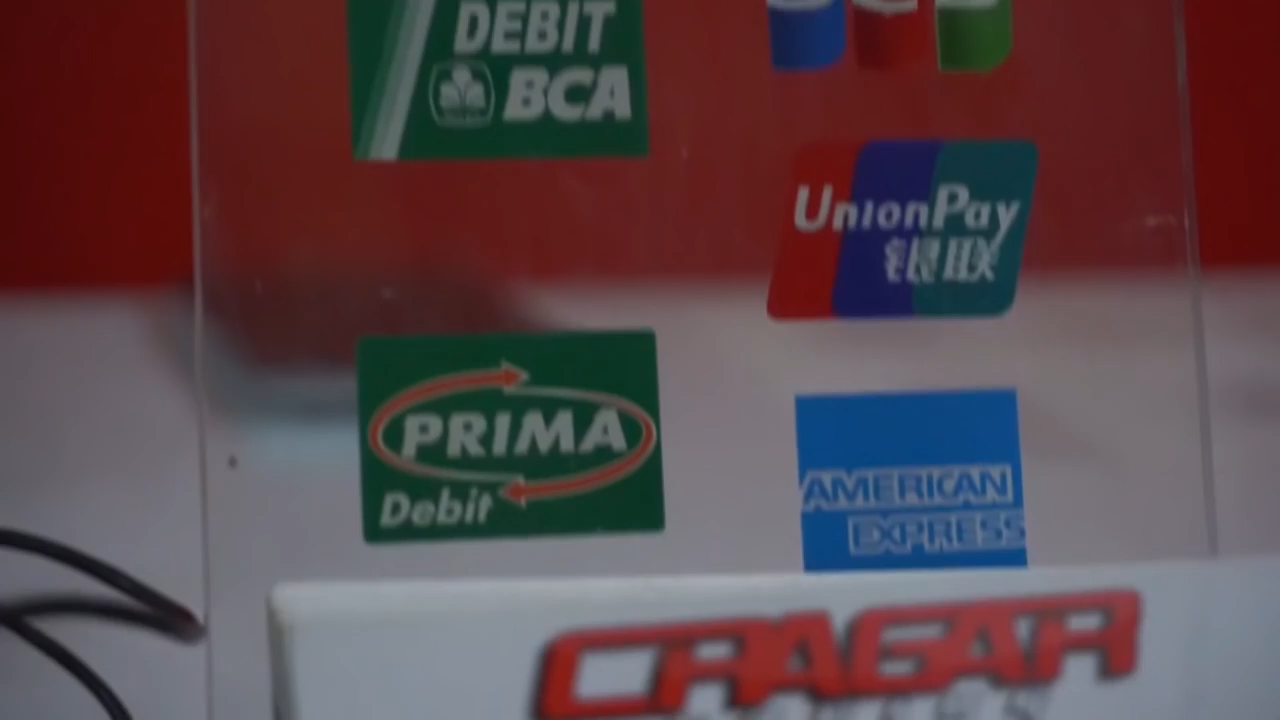 DEBIT
BCA
UnionPay
银联
PRIMA
Debit
AMERICAN
EXPRESS
CRAGAR